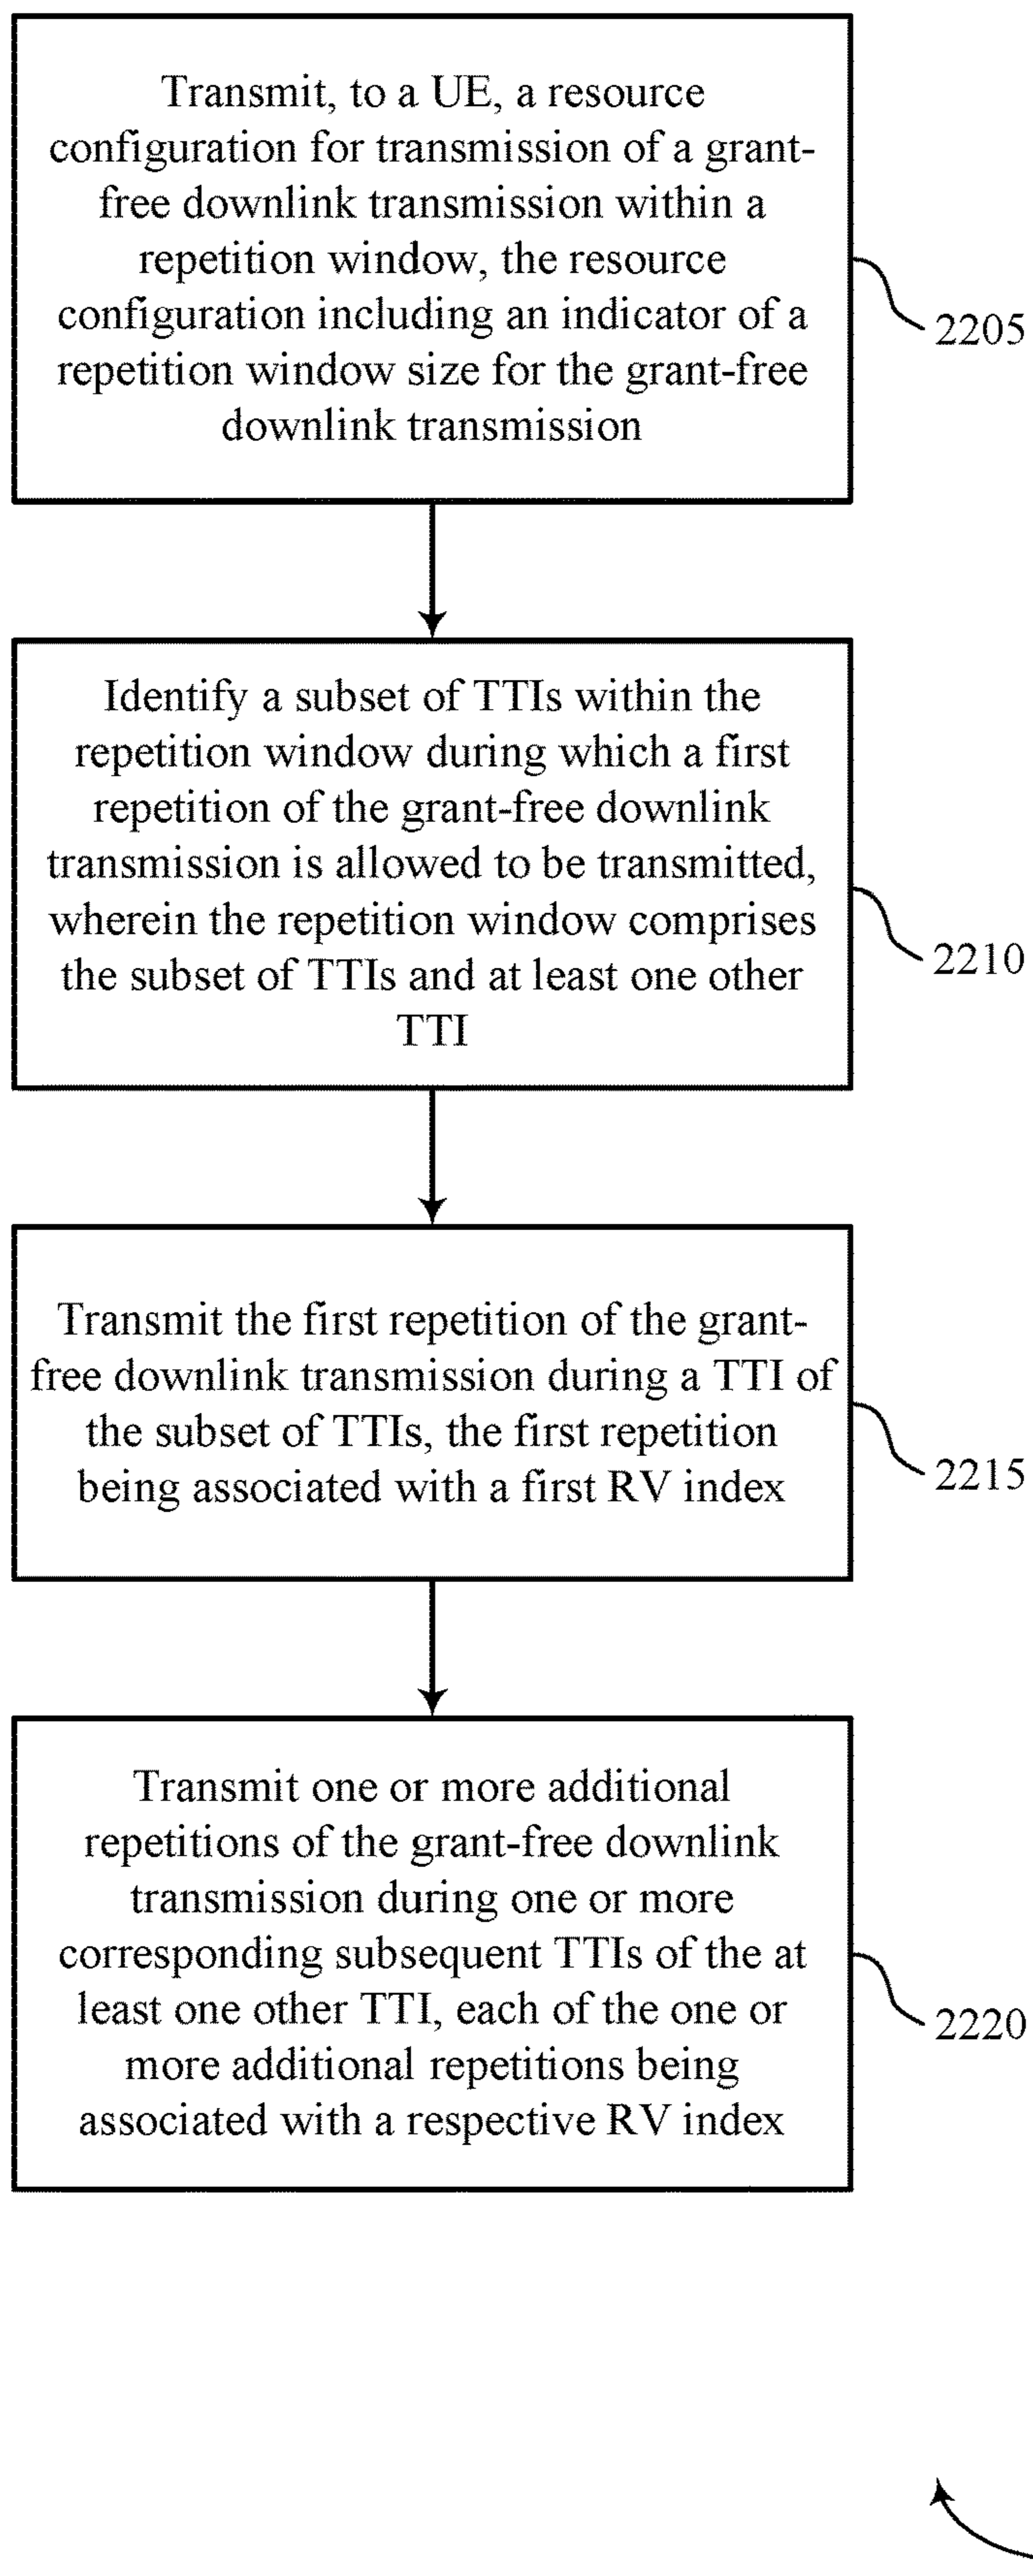 Transmit, to a UE, a resource
configuration for transmission of a grant-
free downlink transmission within a
repetition window, the resource
configuration including an indicator of a
repetition window size for the grant-free
downlink transmission
2205
Identify a subset of TTIs within the
repetition window during which a first
repetition of the grant-free downlink
transmission is allowed to be transmitted,
wherein the repetition window comprises
the subset of TTIs and at least one other
TTI
2210
Transmit the first repetition of the grant-
free downlink transmission during a TTI of
the subset of TTIs, the first repetition
being associated with a first RV index
2215
Transmit one or more additional
repetitions of the grant-free downlink
transmission during one or more
corresponding subsequent TTIs of the at
least one other TTI, each of the one or
more additional repetitions being
associated with a respective RV index
2220